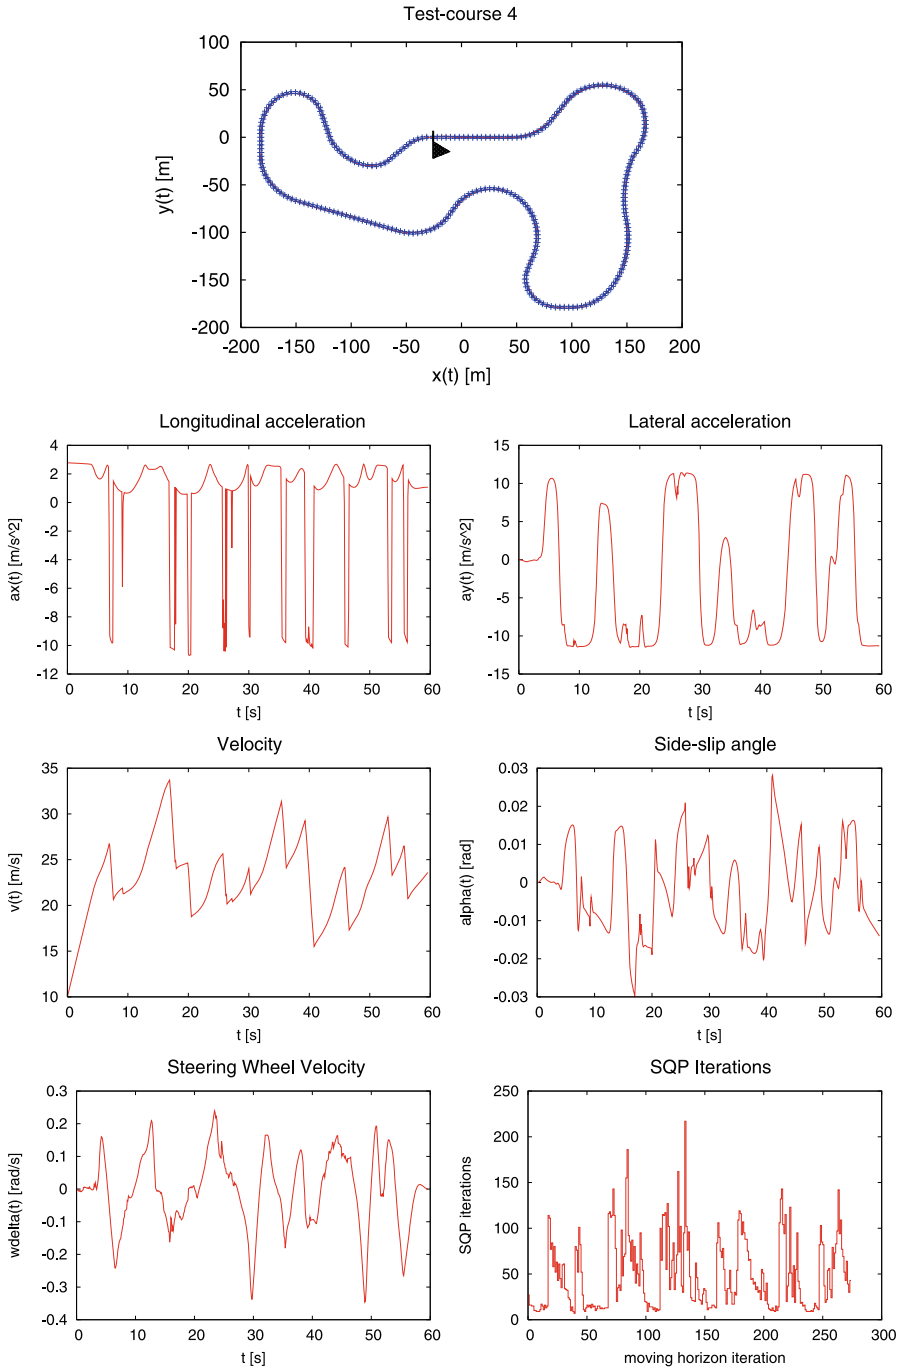 Test-course 4
100
50
0
-50
-100
-150
-200
y(t) [m]
-200 -150 -100 -50 0 50 100 150 200
x(t) [m]
Longitudinal acceleration
4
2
0
-2
-4
-6
-8
-10
-12
ax(t) [m/s^2]
0 10 20 30 40 50 60
t [s]
Lateral acceleration
15
10
5
0
-5
-10
-15
ay(t) [m/s^2]
0 10 20 30 40 50 60
t [s]
Velocity
35
30
25
20
15
10
v(t) [m/s]
0 10 20 30 40 50 60
t [s]
Side-slip angle
0.03
0.02
0.01
0
-0.01
-0.02
-0.03
alpha(t) [rad]
0 10 20 30 40 50 60
t [s]
Steering Wheel Velocity
0.3
0.2
0.1
0
-0.1
-0.2
-0.3
-0.4
wdelta(t) [rad/s]
0 10 20 30 40 50 60
t [s]
SQP Iterations
250
200
150
100
50
0
SQP iterations
0 50 100 150 200 250 300
moving horizon iteration